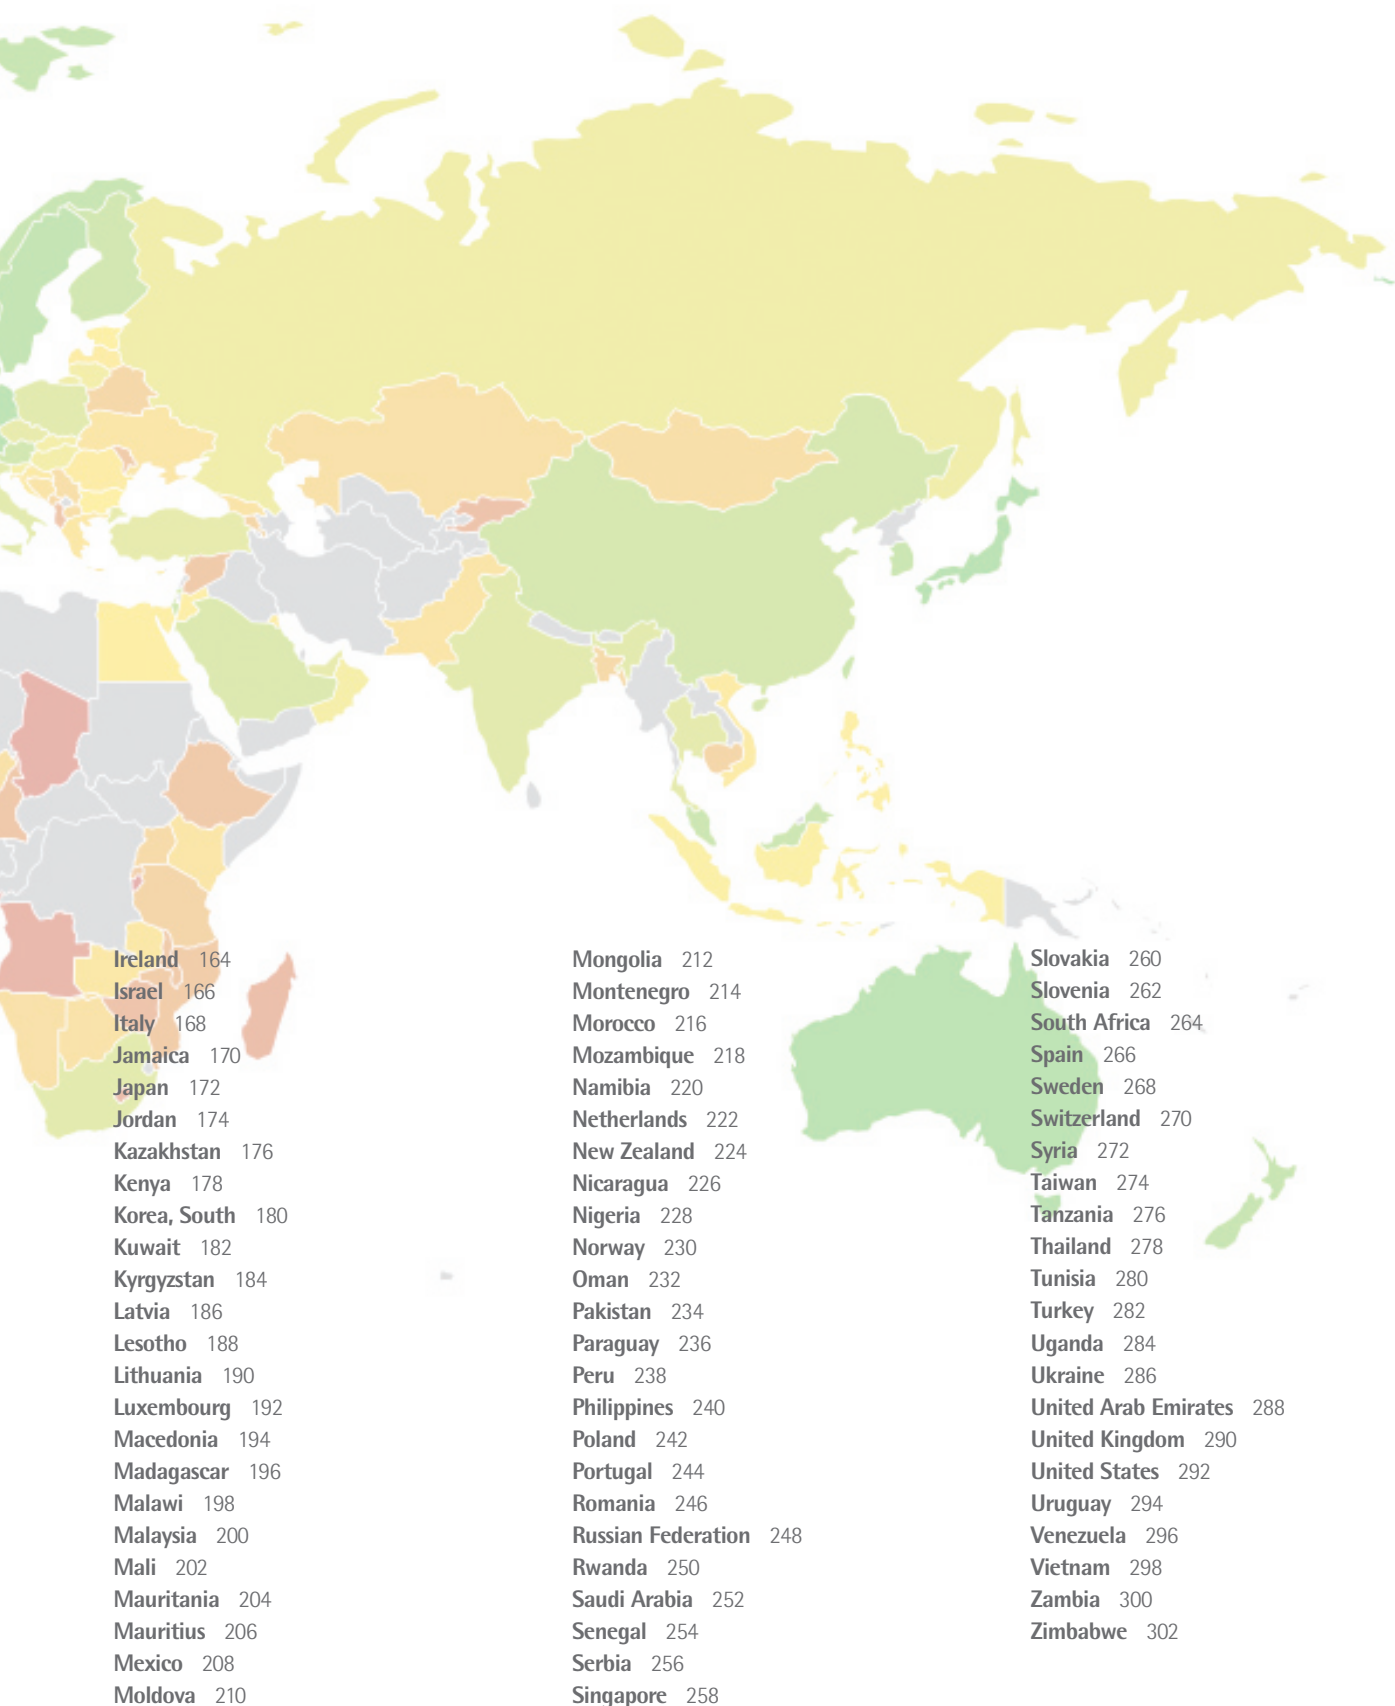 Ireland 164
Israel 166
Italy 168
Jamaica 170
Japan 172
Jordan 174
Kazakhstan 176
Kenya 178
Korea, South 180
Kuwait 182
Kyrgyzstan 184
Latvia 186
Lesotho 188
Lithuania 190
Luxembourg 192
Macedonia 194
Madagascar 196
Malawi 198
Malaysia 200
Mali 202
Mauritania 204
Mauritius 206
Mexico 208
Moldova 210
Mongolia 212
Montenegro 214
Morocco 216
Mozambique 218
Namibia 220
Netherlands 222
New Zealand 224
Nicaragua 226
Nigeria 228
Norway 230
Oman 232
Pakistan 234
Paraguay 236
Peru 238
Philippines 240
Poland 242
Portugal 244
Romania 246
Russian Federation 248
Rwanda 250
Saudi Arabia 252
Senegal 254
Serbia 256
Singapore 258
Slovakia 260
Slovenia 262
South Africa 264
Spain 266
Sweden 268
Switzerland 270
Syria 272
Taiwan 274
Tanzania 276
Thailand 278
Tunisia 280
Turkey 282
Uganda 284
Ukraine 286
United Arab Emirates 288
United Kingdom 290
United States 292
Uruguay 294
Venezuela 296
Vietnam 298
Zambia 300
Zimbabwe 302